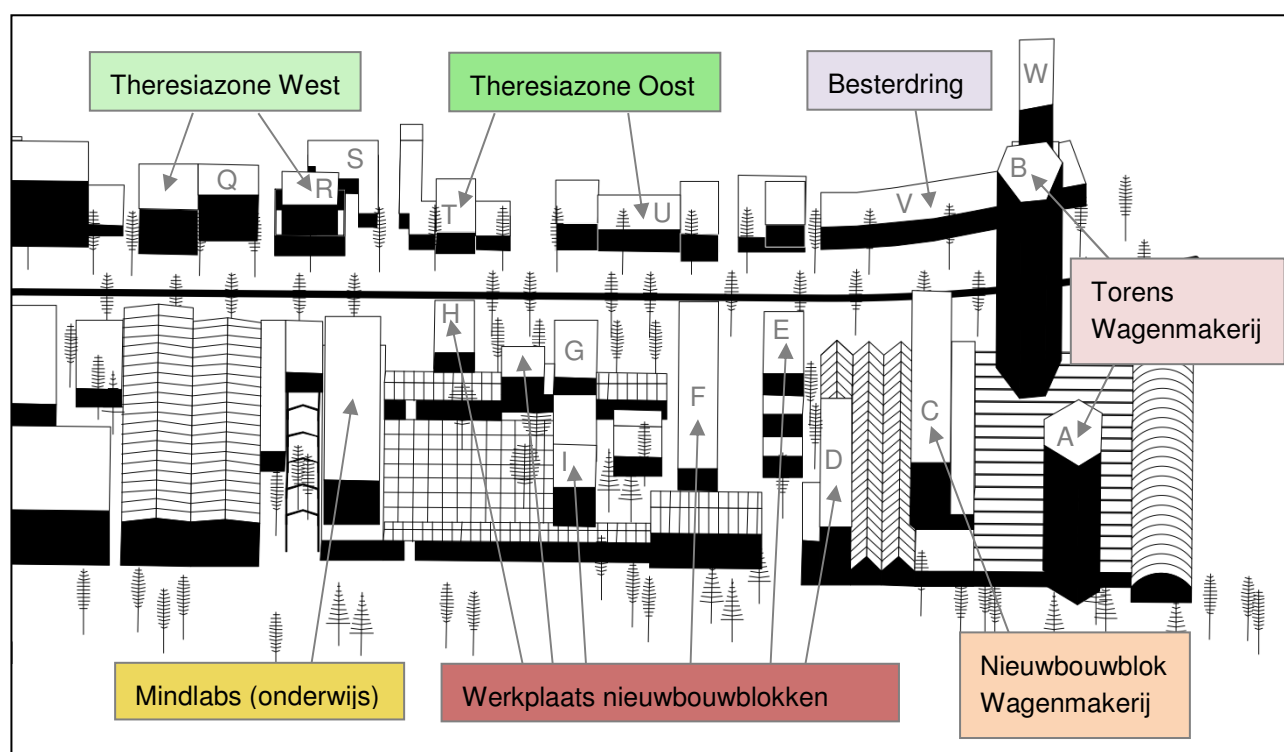 Theresiazone West
Theresiazone Oost
Besterdring
W
S
Q
R
B
T
U
V
Torens
Wagenmakerij
H
G
E
F
C
A
I
D
Mindlabs (onderwijs)
Werkplaats nieuwbouwblokken
Nieuwbouwblok
Wagenmakerij